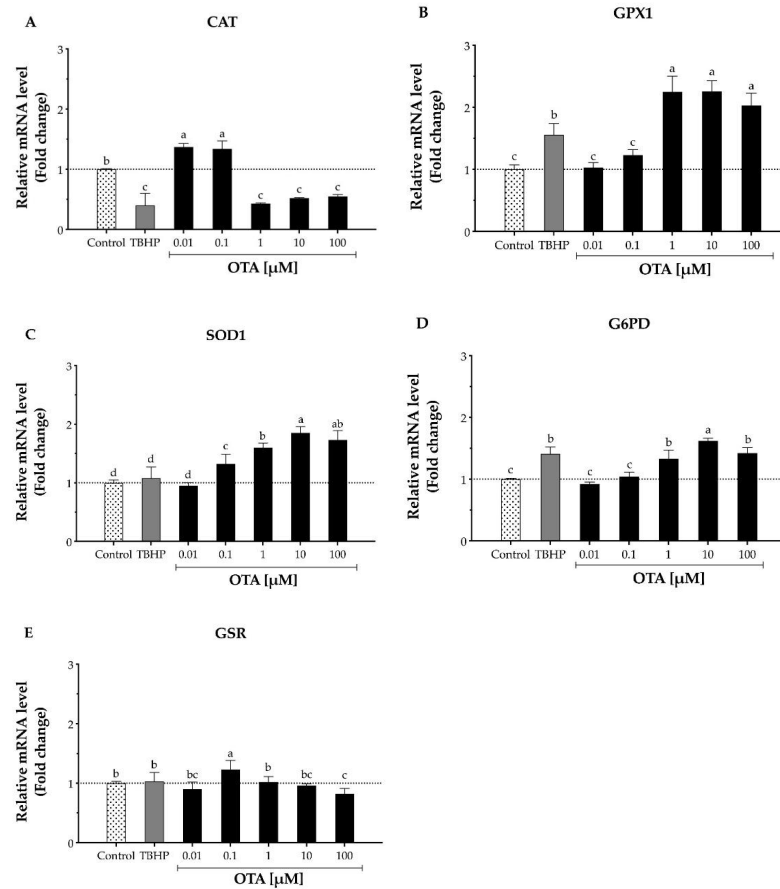 A
CAT
Relative mRNA level
(Fold change)
3
2
1
0
b
c
a
a
c
c
c
Control TBHP 0.01 0.1 1 10 100
OTA [µM]
B
GPX1
Relative mRNA level
(Fold change)
3
2
1
0
c
b
c
c
a
a
a
Control TBHP 0.01 0.1 1 10 100
OTA [µM]
C
SOD1
Relative mRNA level
(Fold change)
3
2
1
0
d
d
d
c
b
a
ab
Control TBHP 0.01 0.1 1 10 100
OTA [µM]
D
G6PD
Relative mRNA level
(Fold change)
3
2
1
0
c
b
c
c
b
a
b
Control TBHP 0.01 0.1 1 10 100
OTA [µM]
E
GSR
Relative mRNA level
(Fold change)
3
2
1
0
b
b
bc
a
b
bc
c
Control TBHP 0.01 0.1 1 10 100
OTA [µM]